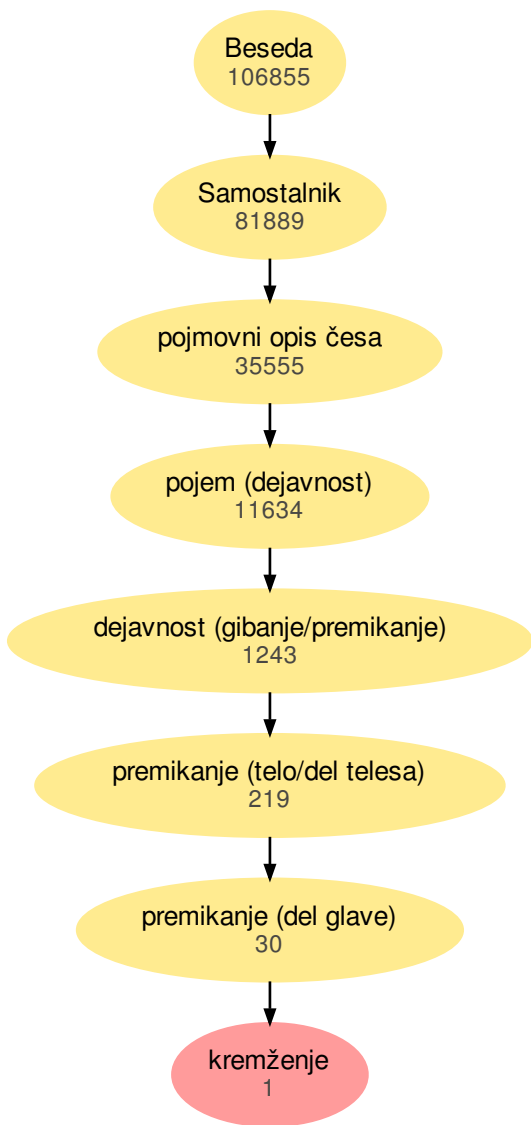 Beseda
106855
Samostalnik
81889
pojmovni opis česa
35555
pojem (dejavnost)
11634
dejavnost (gibanje/premikanje)
1243
premikanje (telo/del telesa)
219
premikanje (del glave)
30
kremženje
1